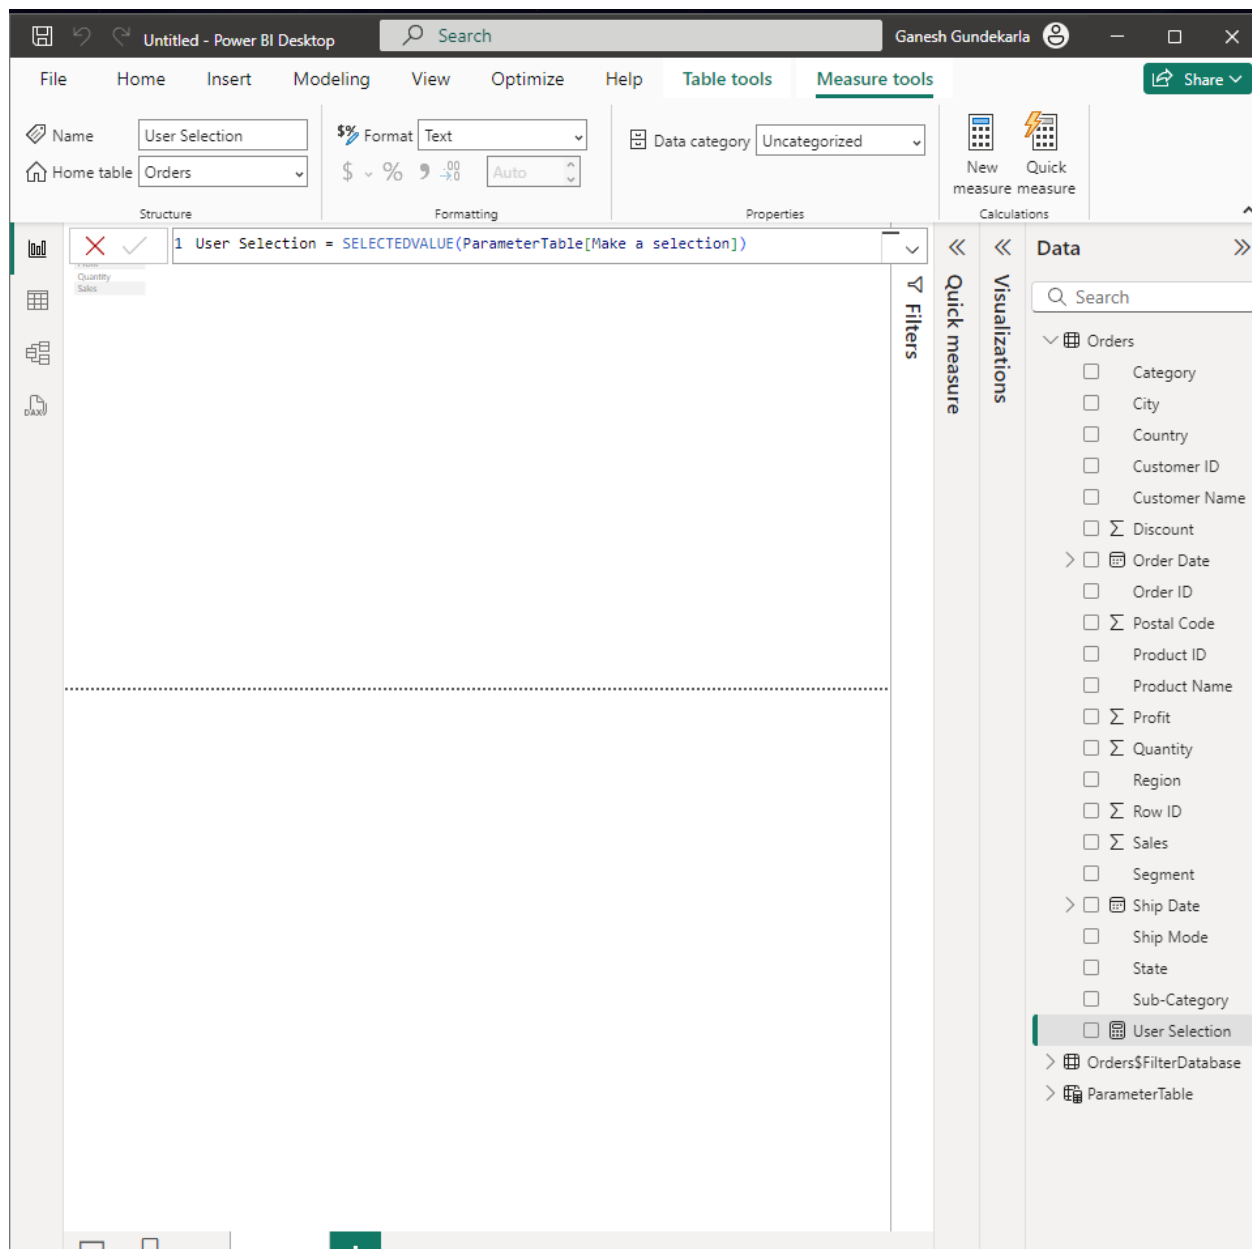 Untitled - Power BI Desktop
Search
Ganesh Gundekarla
File Home Insert Modeling View Optimize Help Table tools Measure tools
Share
Name
User Selection
Home table
Orders
Structure
$% Format
Text
$ % 9 .00 →0
Auto
Formatting
Data category
Uncategorized
Properties
New measure
Quick measure
Calculations
1 User Selection = SELECTEDVALUE(ParameterTable[Make a selection])
Quantity
Sales
DAX
Filters
Quick measure
Visualizations
Data
Search
Orders
Category
City
Country
Customer ID
Customer Name
Σ Discount
Order Date
Order ID
Σ Postal Code
Product ID
Product Name
Σ Profit
Σ Quantity
Region
Σ Row ID
Σ Sales
Segment
Ship Date
Ship Mode
State
Sub-Category
User Selection
Orders$FilterDatabase
ParameterTable